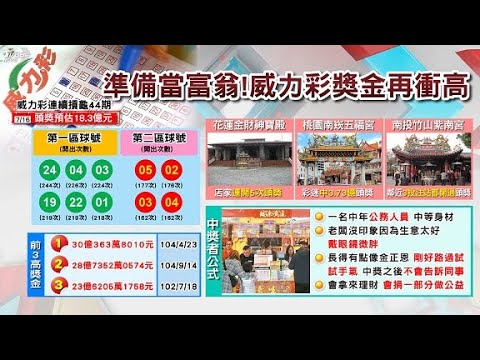 威力彩
準備當富翁!威力彩獎金再衝高
威力彩連續摃龜44期
7/16 頭獎預估18.3億元
第一區球號
(開出次數)
24 04 03
(244次) (226次) (224次)
19 22 21
(219次) (218次) (218次)
第二區球號
(開出次數)
05 02
(177次) (176次)
03 04
(162次) (162次)
花蓮金財神寶殿
店家連開5次頭獎
桃園南崁五福宮
彩迷中3.73億頭獎
南投竹山紫南宮
鄰近3投注站都開過頭獎
前3高獎金
1 30億363萬8010元 104/4/23
2 28億7352萬0574元 104/9/14
3 23億6205萬1758元 102/7/18
中獎者公式
一名中年公務人員 中等身材
老闆沒印象因為生意太好
戴眼鏡微胖
長得有點像金正恩 剛好路過試
試手氣 中獎之後不會告訴同事
會拿來理財 會捐一部分做公益